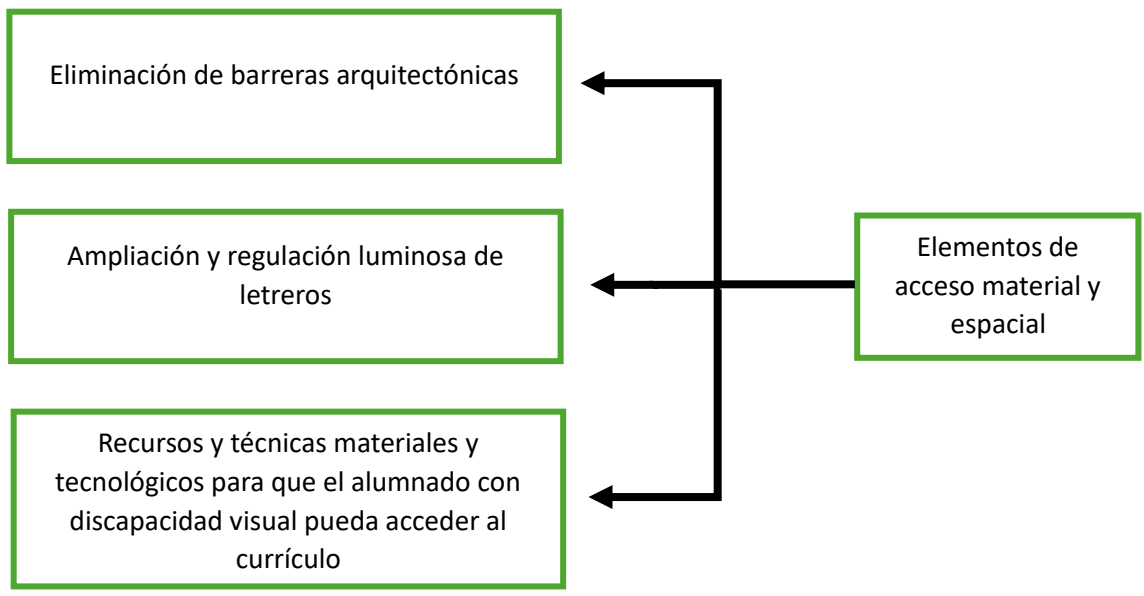 Eliminación de barreras arquitectónicas
Ampliación y regulación luminosa de
letreros
Recursos y técnicas materiales y
tecnológicos para que el alumnado con
discapacidad visual pueda acceder al
currículo
Elementos de
acceso material y
espacial